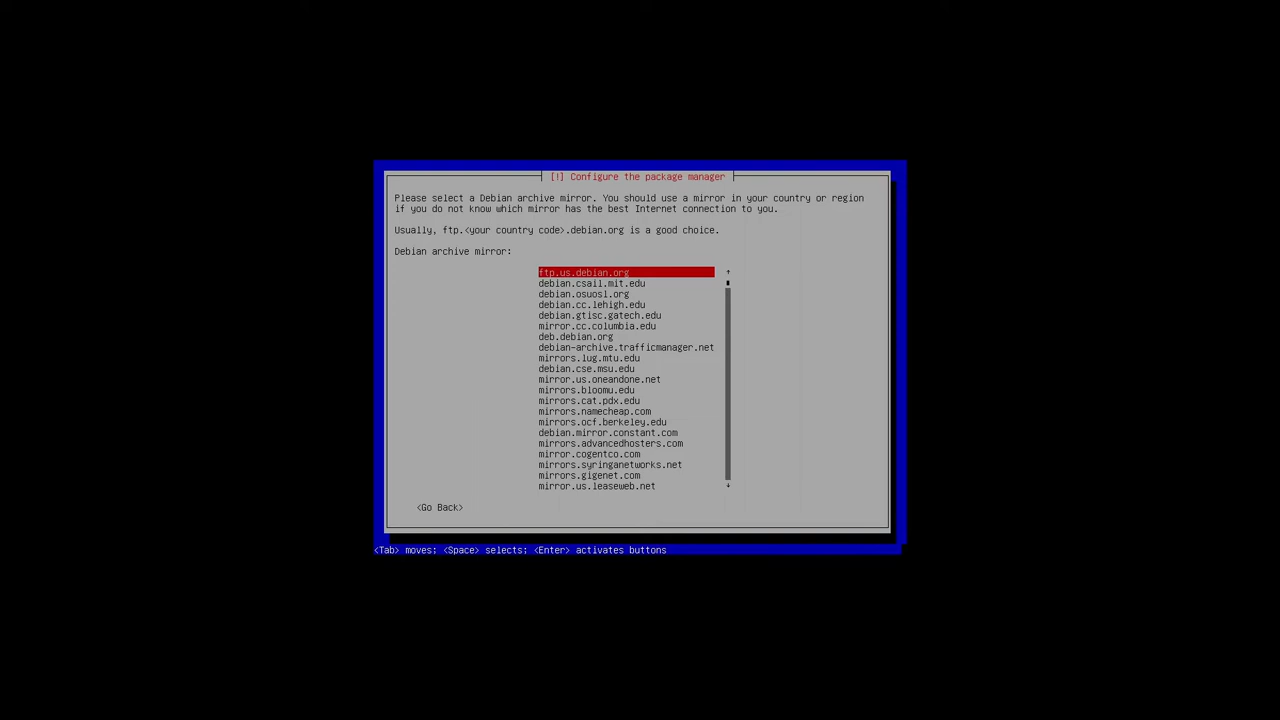 [!] Configure the package manager
Please select a Debian archive mirror. You should use a mirror in your country or region
if you do not know which mirror has the best Internet connection to you.
Usually, ftp.<your country code>.debian.org is a good choice.
Debian archive mirror:
ftp.us.debian.org
debian.csail.mit.edu
debian.osuosl.org
debian.cc.lehigh.edu
debian.gtisc.gatech.edu
mirror.cc.columbia.edu
deb.debian.org
debian-archive.trafficmanager.net
mirrors.lug.mtu.edu
debian.cse.msu.edu
mirror.us.oneandone.net
mirrors.bloomu.edu
mirrors.cat.pdx.edu
mirrors.namecheap.com
mirrors.ocf.berkeley.edu
debian.mirror.constant.com
mirrors.advancedhosters.com
mirror.cogentco.com
mirrors.syringanetworks.net
mirrors.gigenet.com
mirror.us.leaseweb.net
<Go Back>
<Tab> moves; <Space> selects; <Enter> activates buttons